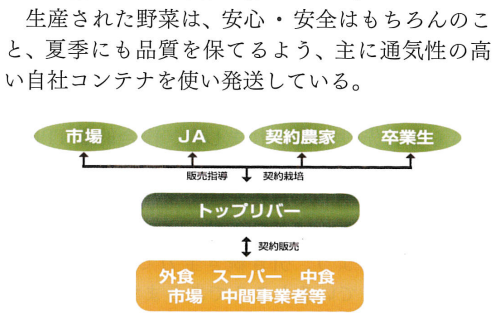 生産された野菜は、安心・安全はもちろんのこ
と、夏季にも品質を保てるよう、主に通気性の高
い自社コンテナを使い発送している。
市場 JA 契約農家 卒業生
販売指導 契約栽培
トップリバー
契約販売
外食 スーパー 中食
市場 中間事業者等